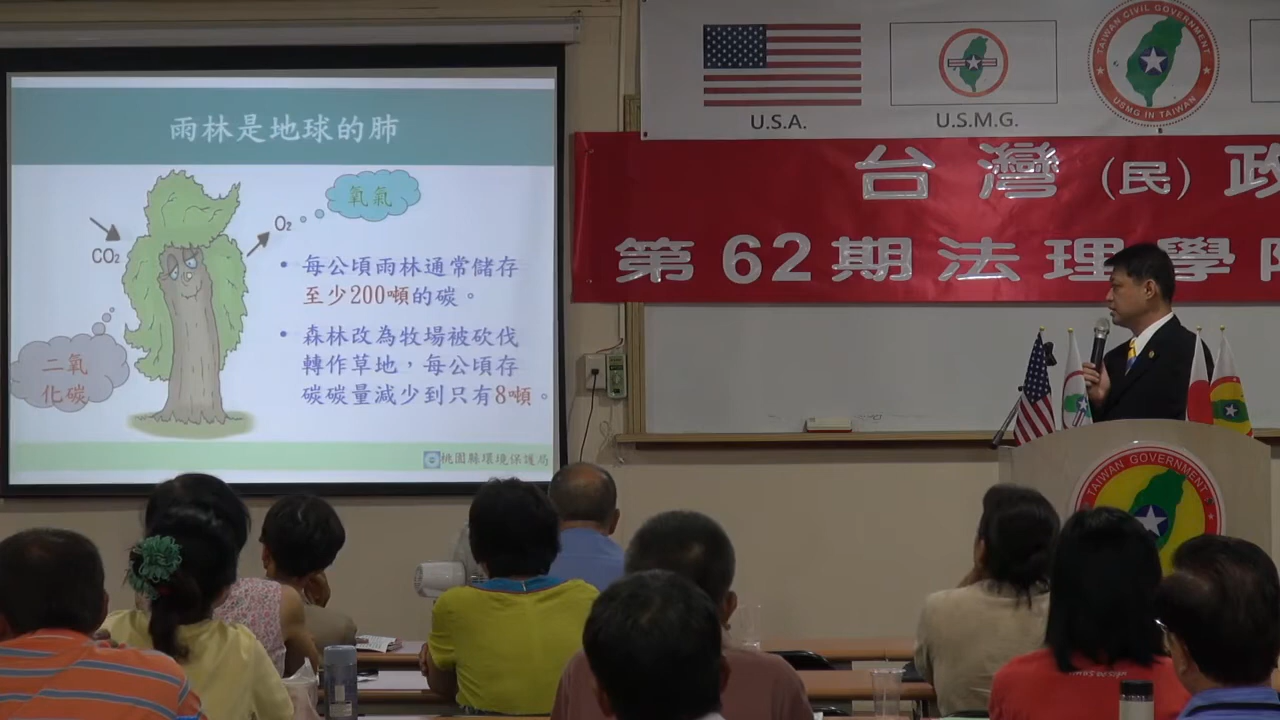 雨林是地球的肺
氧氣
O₂
CO₂
二氧
化碳
• 每公頃雨林通常儲存
至少200噸的碳。
• 森林改為牧場被砍伐
轉作草地，每公頃存
碳碳量減少到只有8噸。
桃園縣環境保護局
U.S.A.
U.S.M.G.
TAIWAN CIVIL GOVERNMENT
USMG IN TAIWAN
台灣(民)政
第62期法理學
TAIWAN GOVERNMENT